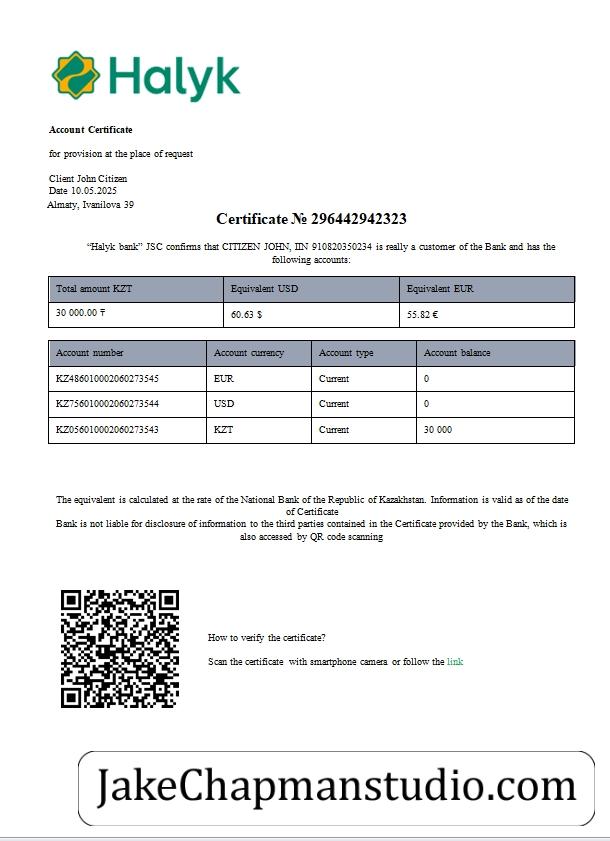 Halyk
Account Certificate
for provision at the place of request
Client John Citizen
Date 10.05.2025
Almaty, Ivanilova 39
Certificate № 296442942323
“Halyk bank” JSC confirms that CITIZEN JOHN, IIN 910820350234 is really a customer of the Bank and has the
following accounts:
Total amount KZT Equivalent USD Equivalent EUR
30 000.00 ₸ 60.63 $ 55.82 €
Account number Account currency Account type Account balance
KZ486010002060273545 EUR Current 0
KZ756010002060273544 USD Current 0
KZ056010002060273543 KZT Current 30 000
The equivalent is calculated at the rate of the National Bank of the Republic of Kazakhstan. Information is valid as of the date
of Certificate
Bank is not liable for disclosure of information to the third parties contained in the Certificate provided by the Bank, which is
also accessed by QR code scanning
How to verify the certificate?
Scan the certificate with smartphone camera or follow the link
JakeChapmanstudio.com